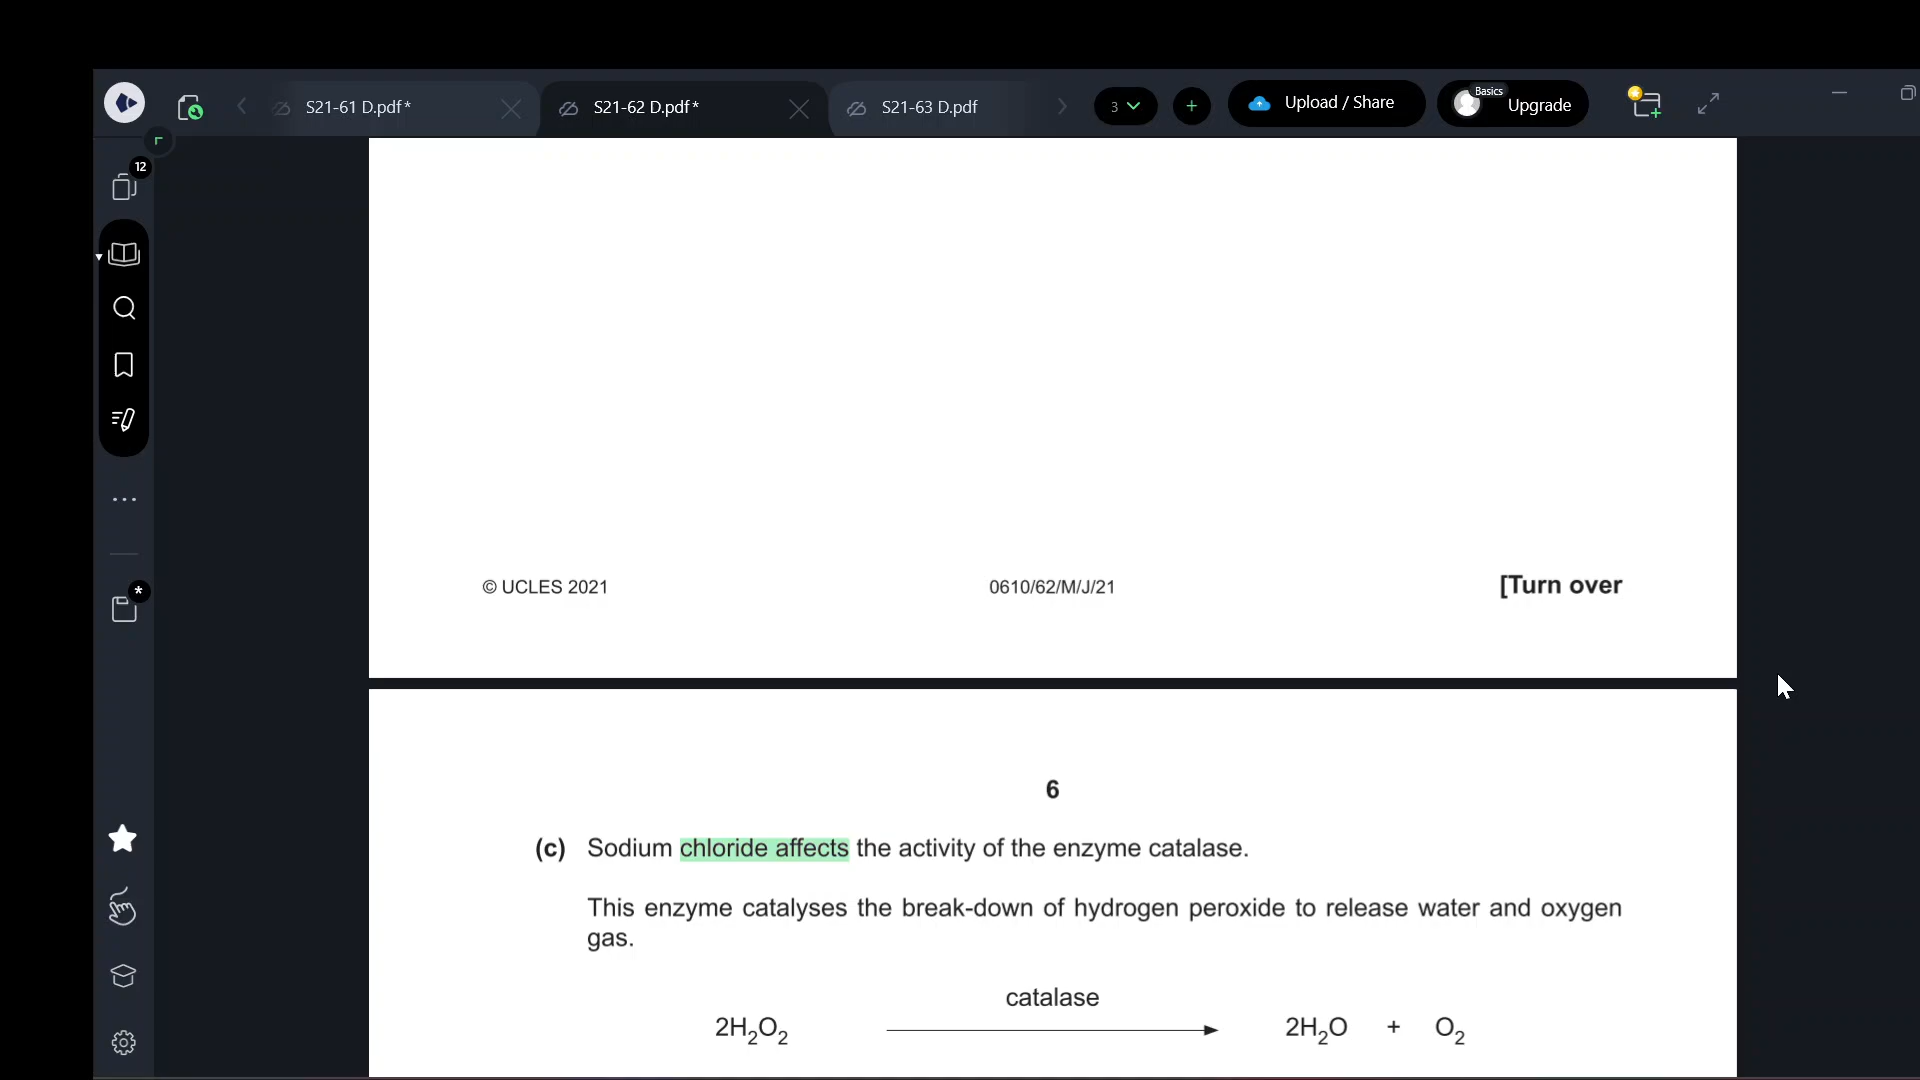 S21-61 D.pdf*
S21-62 D.pdf*
S21-63 D.pdf
3
+
Upload / Share
Basics
Upgrade
12
*
© UCLES 2021
0610/62/M/J/21
[Turn over
6
(c) Sodium chloride affects the activity of the enzyme catalase.
This enzyme catalyses the break-down of hydrogen peroxide to release water and oxygen
gas.
catalase
2H₂O₂ → 2H₂O + O₂